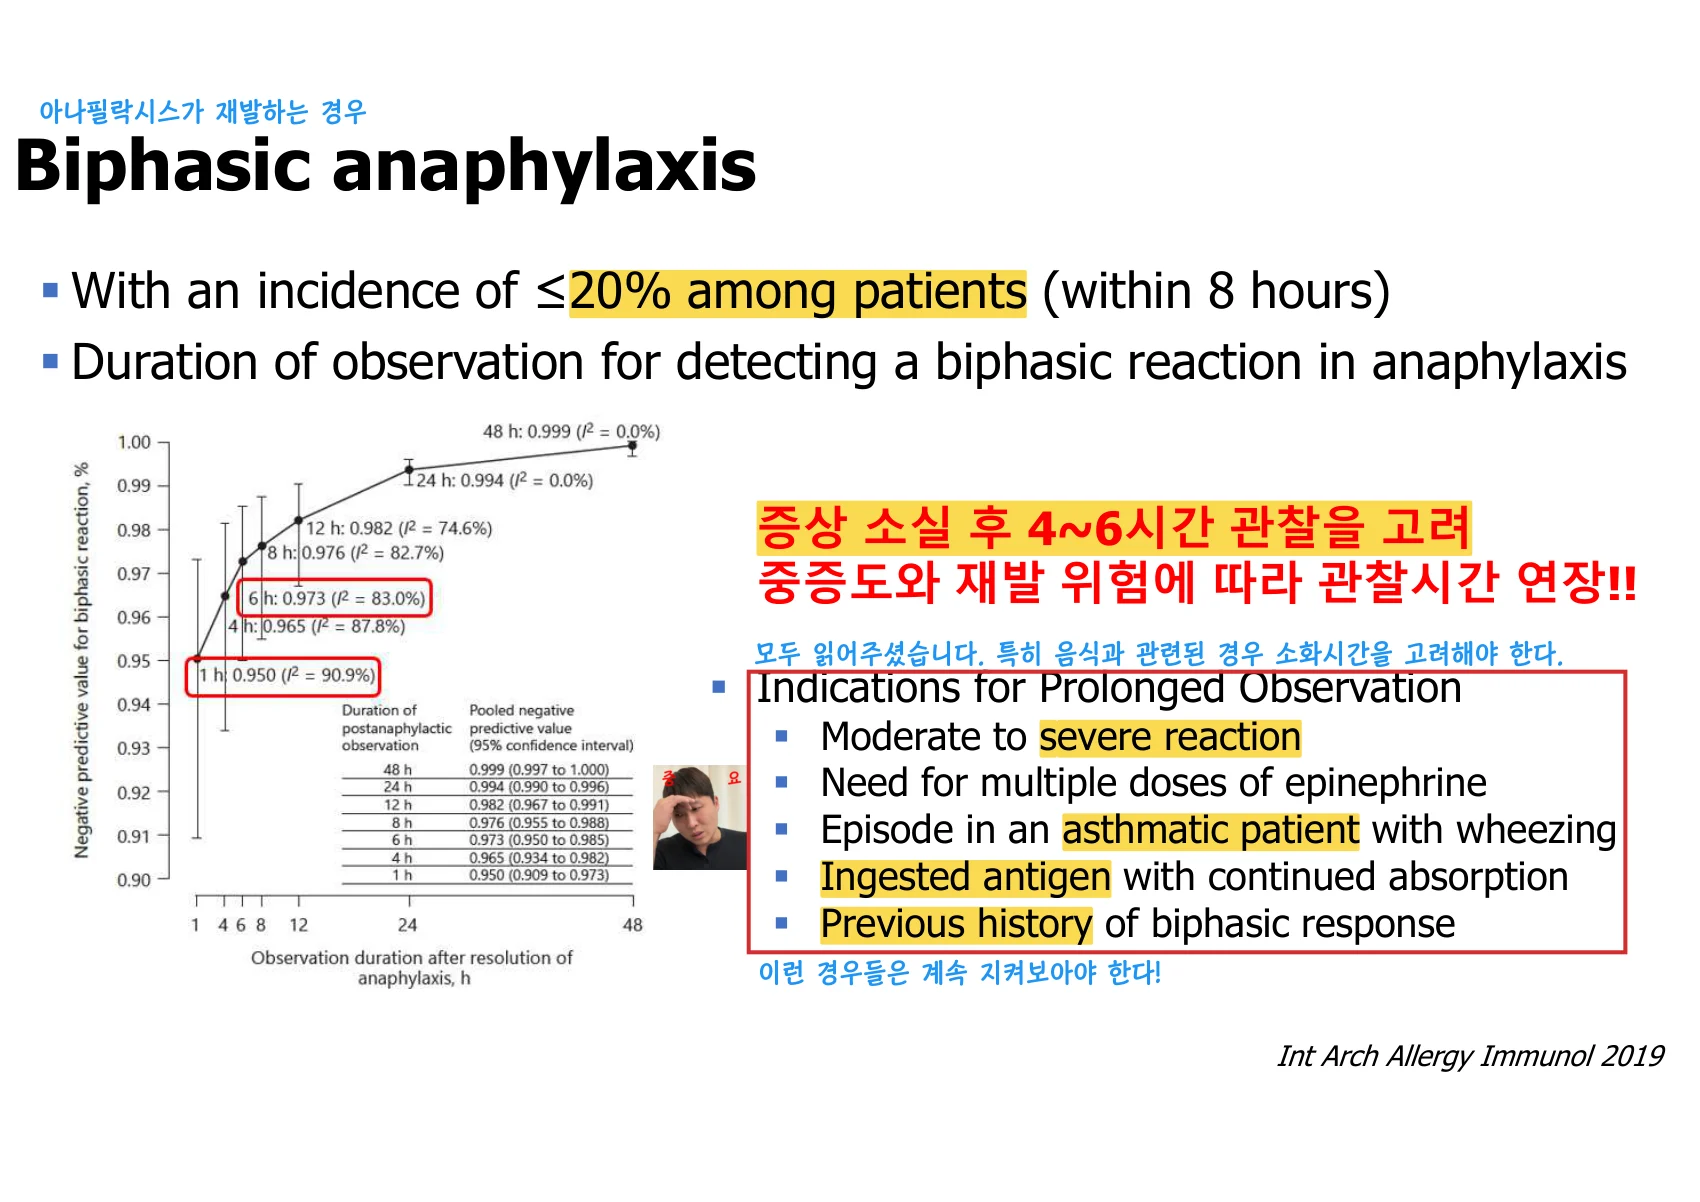 아나필락시스가 재발하는 경우
Biphasic anaphylaxis
With an incidence of ≤20% among patients (within 8 hours)
Duration of observation for detecting a biphasic reaction in anaphylaxis
Negative predictive value for biphasic reaction, %
1.00
0.99
0.98
0.97
0.96
0.95
0.94
0.93
0.92
0.91
0.90
48 h: 0.999 (I² = 0.0%)
24 h: 0.994 (I² = 0.0%)
12 h: 0.982 (I² = 74.6%)
8 h: 0.976 (I² = 82.7%)
6 h: 0.973 (I² = 83.0%)
4 h: 0.965 (I² = 87.8%)
1 h: 0.950 (I² = 90.9%)
Duration of postanaphylactic observation
Pooled negative predictive value (95% confidence interval)
48 h 0.999 (0.997 to 1.000)
24 h 0.994 (0.990 to 0.996)
12 h 0.982 (0.967 to 0.991)
8 h 0.976 (0.955 to 0.988)
6 h 0.973 (0.950 to 0.985)
4 h 0.965 (0.934 to 0.982)
1 h 0.950 (0.909 to 0.973)
1 4 6 8 12 24 48
Observation duration after resolution of
anaphylaxis, h
증상 소실 후 4~6시간 관찰을 고려
중증도와 재발 위험에 따라 관찰시간 연장!!
모두 읽어주셨습니다. 특히 음식과 관련된 경우 소화시간을 고려해야 한다.
Indications for Prolonged Observation
Moderate to severe reaction
Need for multiple doses of epinephrine
Episode in an asthmatic patient with wheezing
Ingested antigen with continued absorption
Previous history of biphasic response
중 요
이런 경우들은 계속 지켜보아야 한다!
Int Arch Allergy Immunol 2019